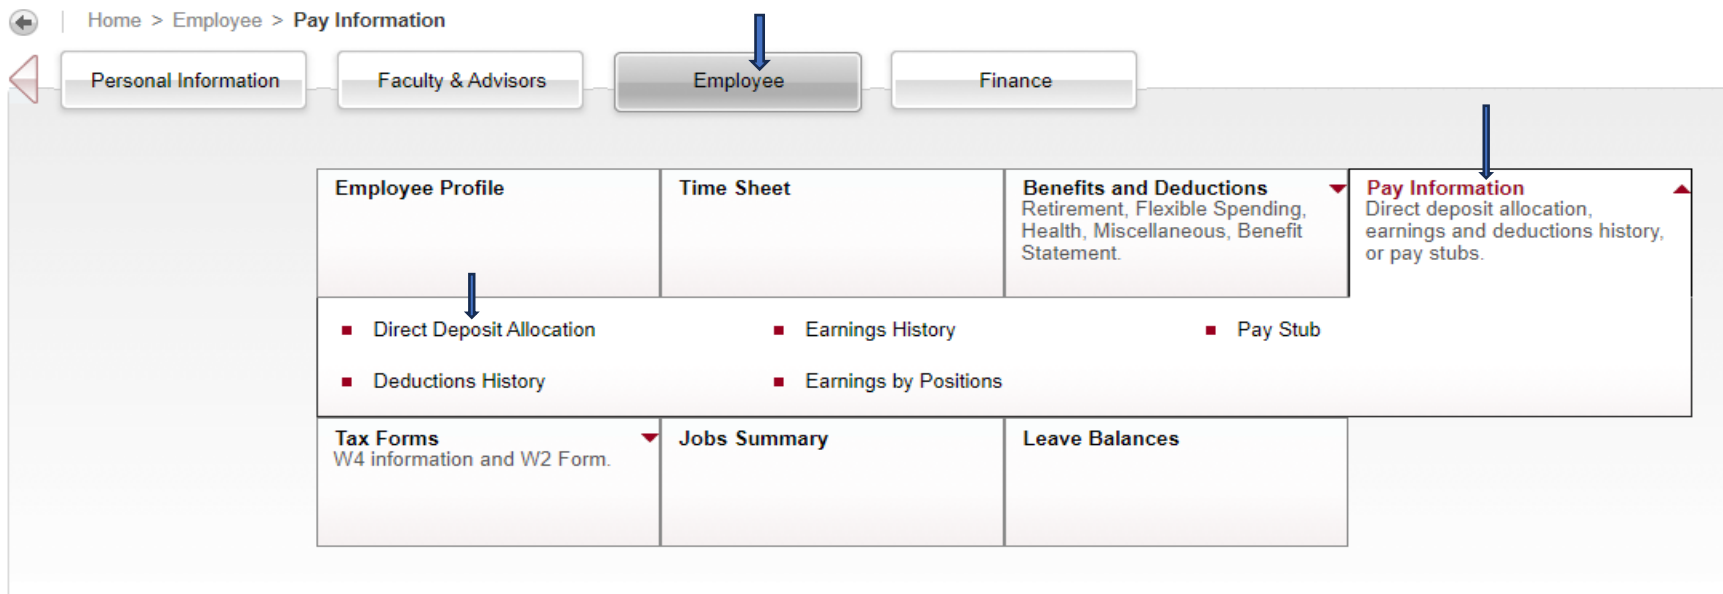 Home > Employee > Pay Information
Personal Information
Faculty & Advisors
Employee
Finance
Employee Profile
Time Sheet
Benefits and Deductions
Retirement, Flexible Spending,
Health, Miscellaneous, Benefit
Statement.
Pay Information
Direct deposit allocation,
earnings and deductions history,
or pay stubs.
Direct Deposit Allocation
Earnings History
Pay Stub
Deductions History
Earnings by Positions
Tax Forms
W4 information and W2 Form.
Jobs Summary
Leave Balances